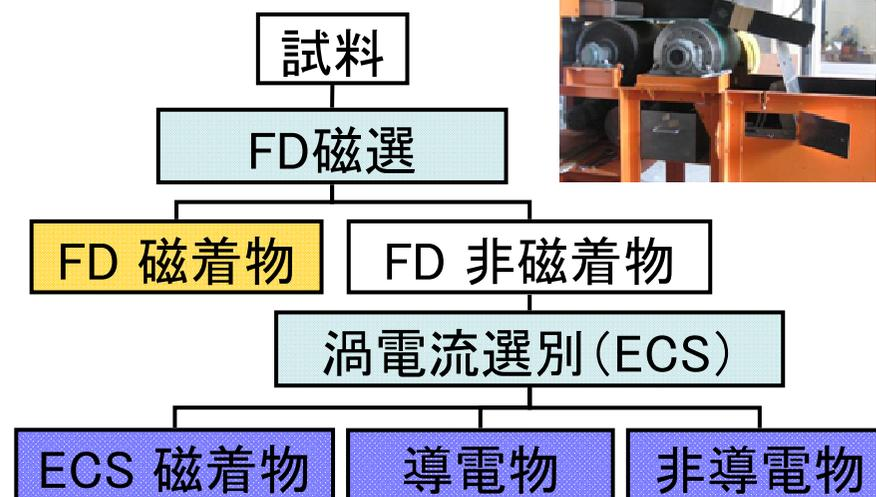 試料
FD磁選
FD 磁着物
FD 非磁着物
渦電流選別(ECS)
ECS 磁着物
導電物
非導電物